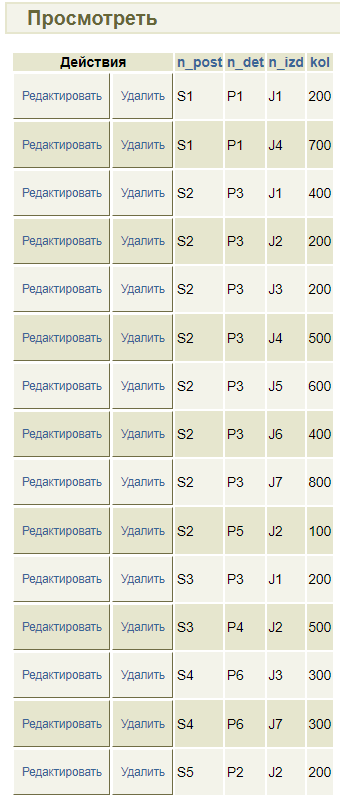 Просмотреть
Действия n_post n_det n_izd kol
Редактировать Удалить S1 P1 J1 200
Редактировать Удалить S1 P1 J4 700
Редактировать Удалить S2 P3 J1 400
Редактировать Удалить S2 P3 J2 200
Редактировать Удалить S2 P3 J3 200
Редактировать Удалить S2 P3 J4 500
Редактировать Удалить S2 P3 J5 600
Редактировать Удалить S2 P3 J6 400
Редактировать Удалить S2 P3 J7 800
Редактировать Удалить S2 P5 J2 100
Редактировать Удалить S3 P3 J1 200
Редактировать Удалить S3 P4 J2 500
Редактировать Удалить S4 P6 J3 300
Редактировать Удалить S4 P6 J7 300
Редактировать Удалить S5 P2 J2 200